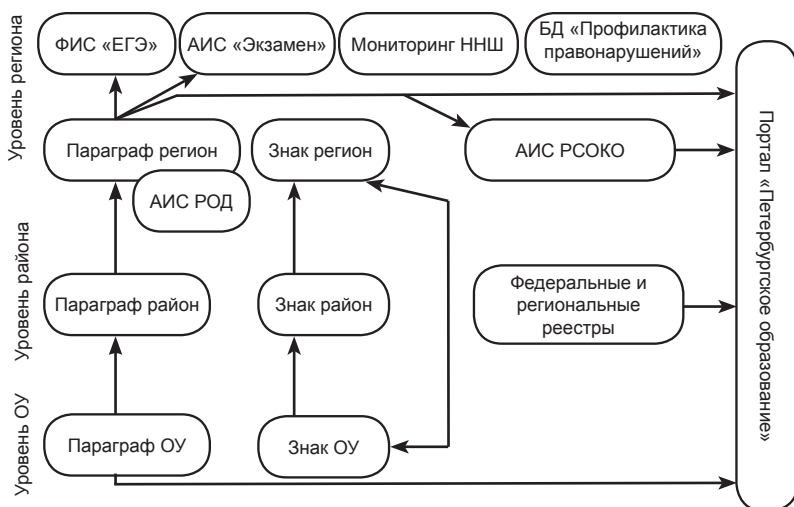 Уровень региона
ФИС «ЕГЭ»
АИС «Экзамен»
Мониторинг ННШ
БД «Профилактика
правонарушений»
Параграф регион
Знак регион
АИС РСОКО
АИС РОД
Уровень района
Параграф район
Знак район
Федеральные и
региональные
реестры
Уровень ОУ
Параграф ОУ
Знак ОУ
Портал «Петербургское образование»